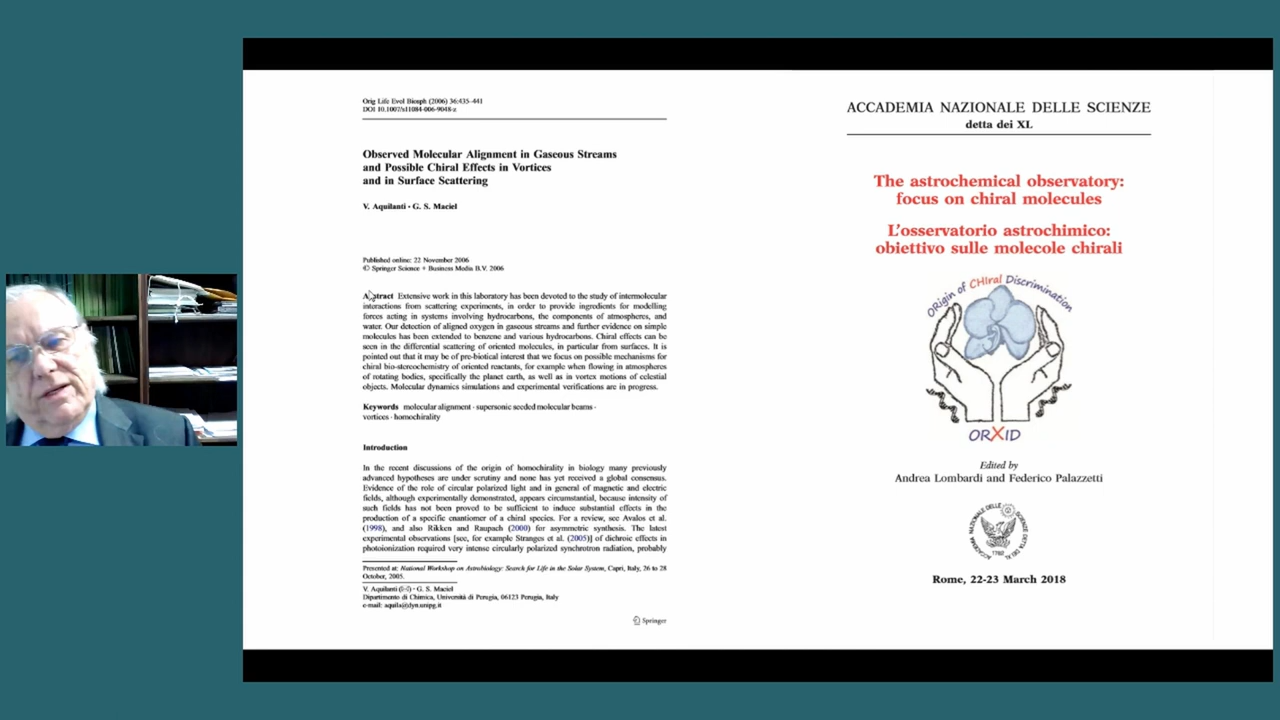 Orig Life Evol Biosph (2006) 36:435–441
DOI 10.1007/s11084-006-9048-z
Observed Molecular Alignment in Gaseous Streams
and Possible Chiral Effects in Vortices
and in Surface Scattering
V. Aquilanti · G. S. Maciel
Published online: 22 November 2006
© Springer Science + Business Media B.V. 2006
Abstract Extensive work in this laboratory has been devoted to the study of intermolecular
interactions from scattering experiments, in order to provide ingredients for modelling
forces acting in systems involving hydrocarbons, the components of atmospheres, and
water. Our detection of aligned oxygen in gaseous streams and further evidence on simple
molecules has been extended to benzene and various hydrocarbons. Chiral effects can be
seen in the differential scattering of oriented molecules, in particular from surfaces. It is
pointed out that it may be of pre-biotical interest that we focus on possible mechanisms for
chiral bio-stereochemistry of oriented reactants, for example when flowing in atmospheres
of rotating bodies, specifically the planet earth, as well as in vortex motions of celestial
objects. Molecular dynamics simulations and experimental verifications are in progress.
Keywords molecular alignment · supersonic seeded molecular beams ·
vortices · homochirality
Introduction
In the recent discussions of the origin of homochirality in biology many previously
advanced hypotheses are under scrutiny and none has yet received a global consensus.
Evidence of the role of circular polarized light and in general of magnetic and electric
fields, although experimentally demonstrated, appears circumstantial, because intensity of
such fields has not been proved to be sufficient to induce substantial effects in the
production of a specific enantiomer of a chiral species. For a review, see Avalos et al.
(1998), and also Rikken and Raupach (2000) for asymmetric synthesis. The latest
experimental observations [see, for example Stranges et al. (2005)] of dichroic effects in
photoionization required very intense circularly polarized synchrotron radiation, probably
Presented at: National Workshop on Astrobiology: Search for Life in the Solar System, Capri, Italy, 26 to 28
October, 2005.
V. Aquilanti (✉) · G. S. Maciel
Dipartimento di Chimica, Università di Perugia, 06123 Perugia, Italy
e-mail: aquila@dyn.unipg.it
Springer
ACCADEMIA NAZIONALE DELLE SCIENZE
detta dei XL
The astrochemical observatory:
focus on chiral molecules
L'osservatorio astrochimico:
obiettivo sulle molecole chirali
ORigin of CHIral Discrimination
ORXID
Edited by
Andrea Lombardi and Federico Palazzetti
ACCADEMIA NAZIONALE DELLE SCIENZE DETTA DEI XL
1782
Rome, 22-23 March 2018